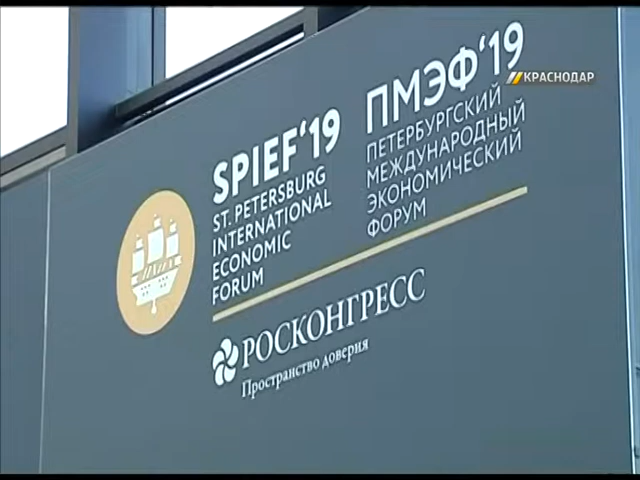 КРАСНОДАР
SPIEF'19
ST. PETERSBURG
INTERNATIONAL
ECONOMIC
FORUM
ПМЭФ'19
ПЕТЕРБУРГСКИЙ
МЕЖДУНАРОДНЫЙ
ЭКОНОМИЧЕСКИЙ
ФОРУМ
РОСКОНГРЕСС
Пространство доверия